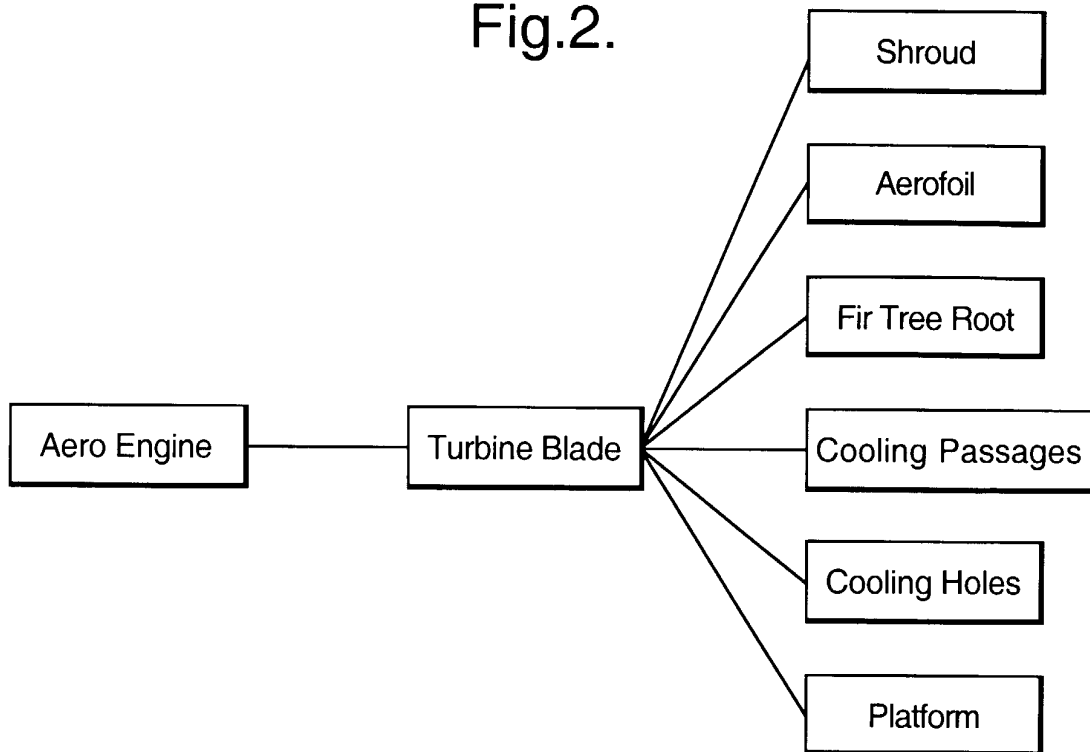 Fig.2.
Shroud
Aerofoil
Fir Tree Root
Aero Engine
Turbine Blade
Cooling Passages
Cooling Holes
Platform